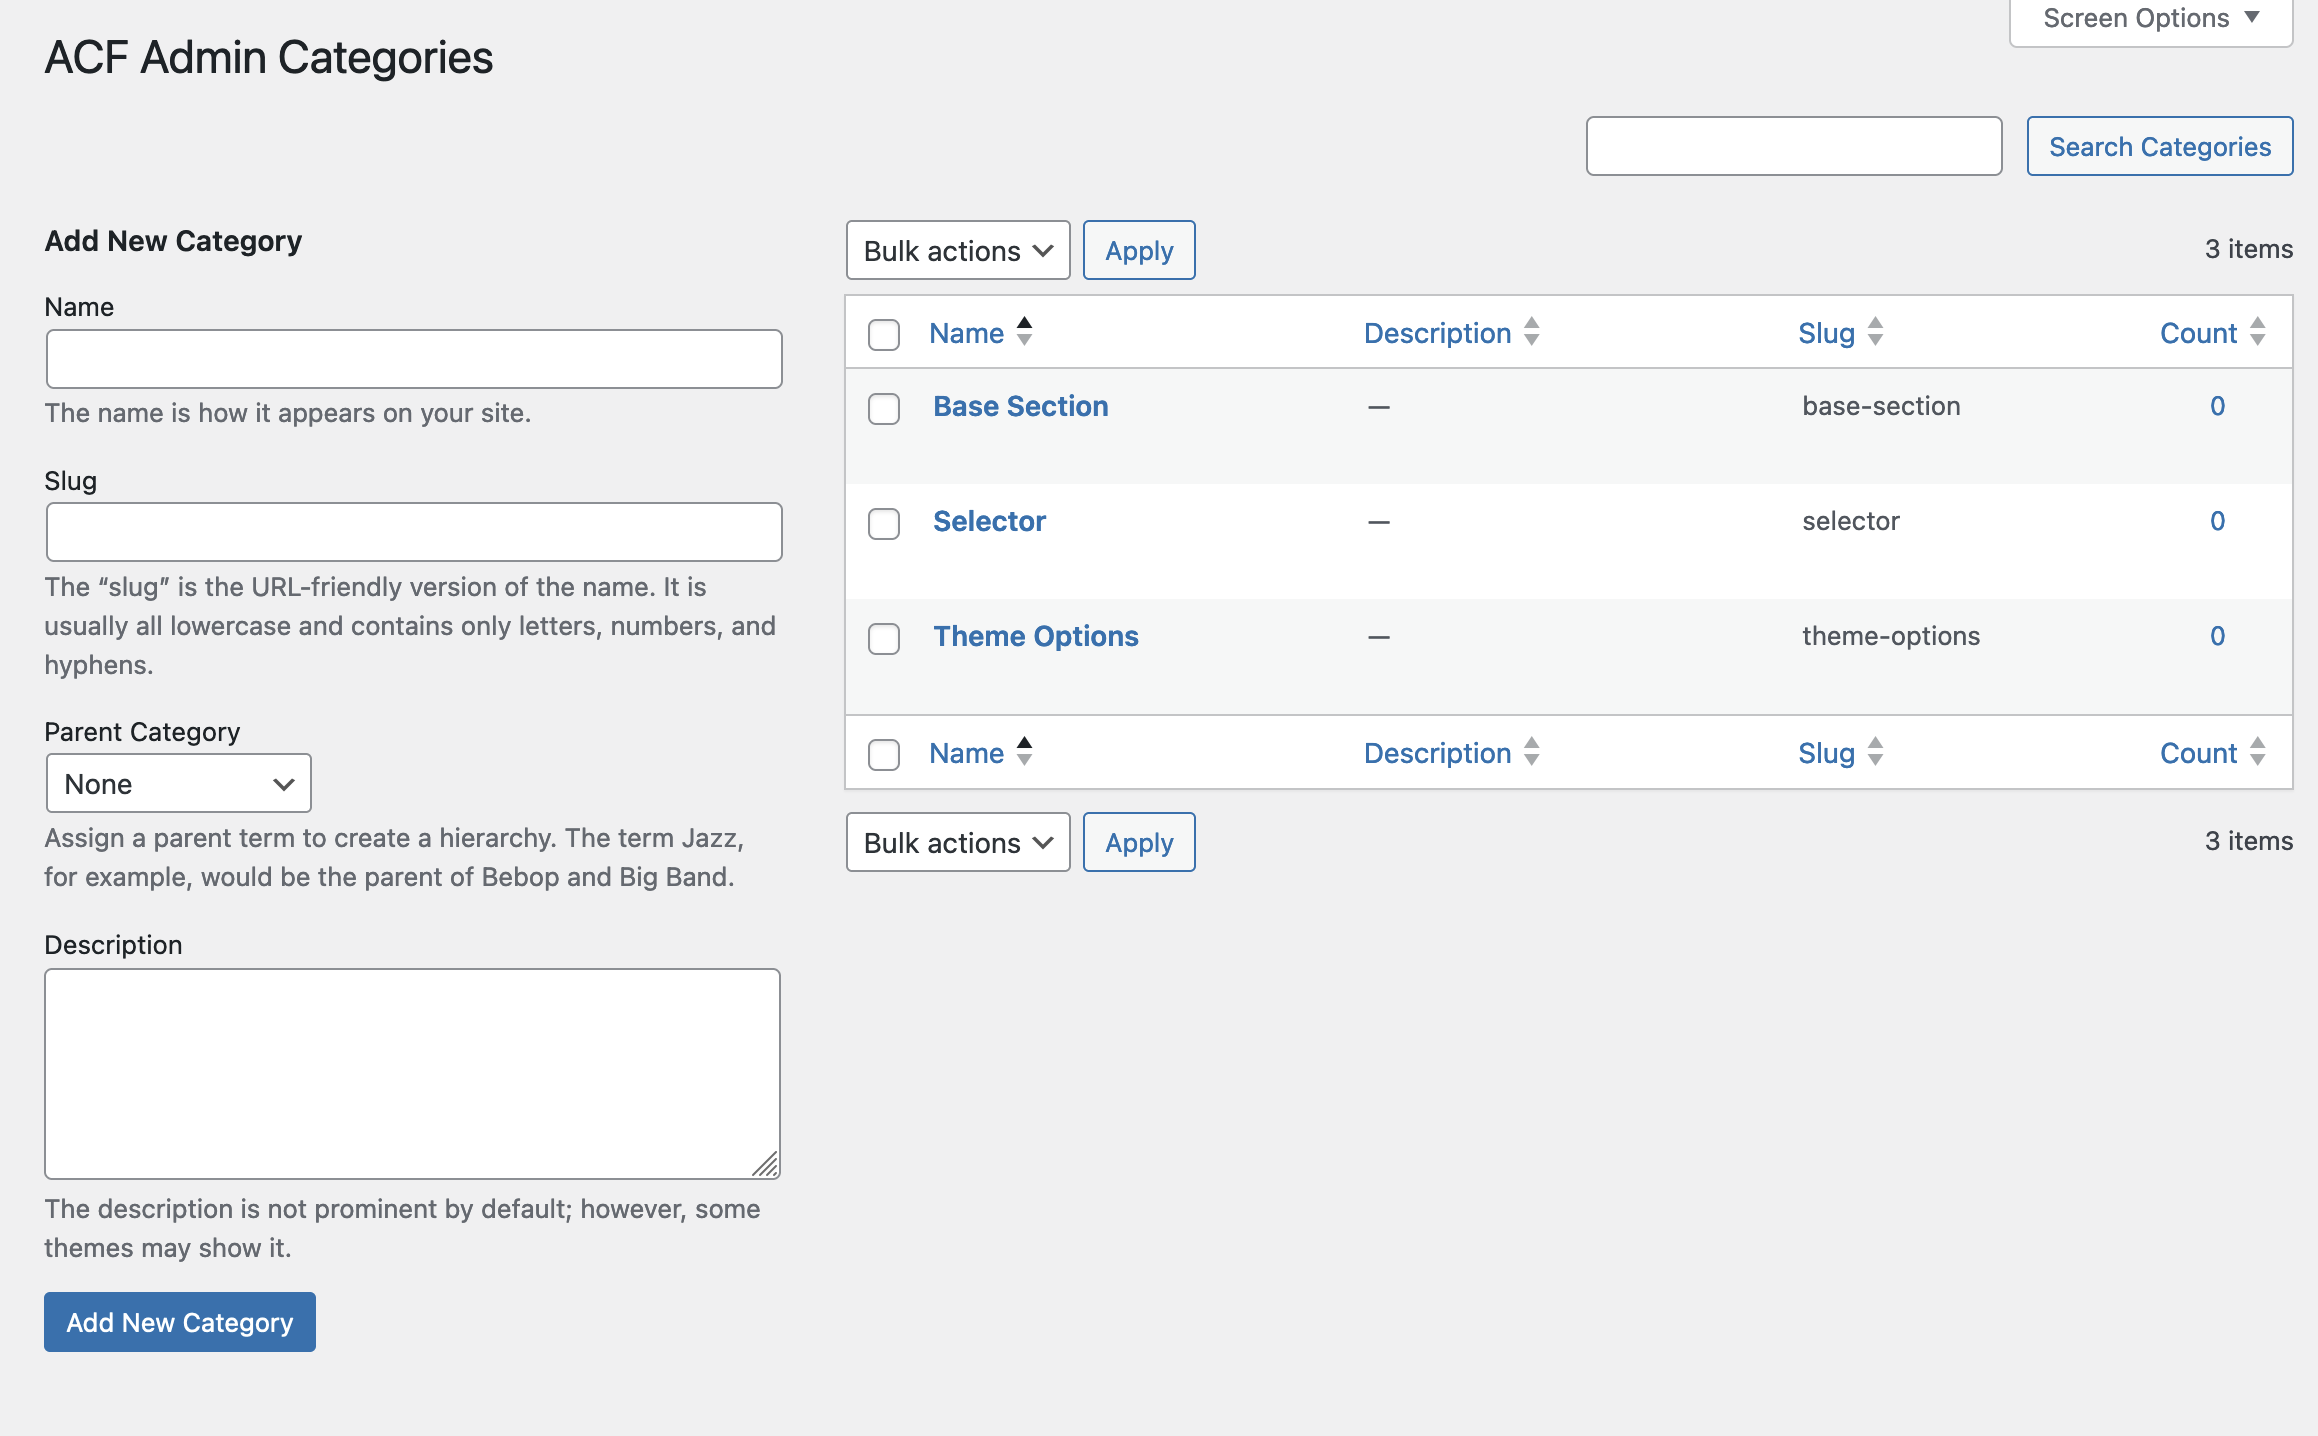 Screen Options ▼
ACF Admin Categories
Search Categories
Add New Category
Name
The name is how it appears on your site.
Slug
The “slug” is the URL-friendly version of the name. It is
usually all lowercase and contains only letters, numbers, and
hyphens.
Parent Category
None
Assign a parent term to create a hierarchy. The term Jazz,
for example, would be the parent of Bebop and Big Band.
Description
The description is not prominent by default; however, some
themes may show it.
Add New Category
Bulk actions Apply 3 items
Name Description Slug Count
Base Section — base-section 0
Selector — selector 0
Theme Options — theme-options 0
Name Description Slug Count
Bulk actions Apply 3 items